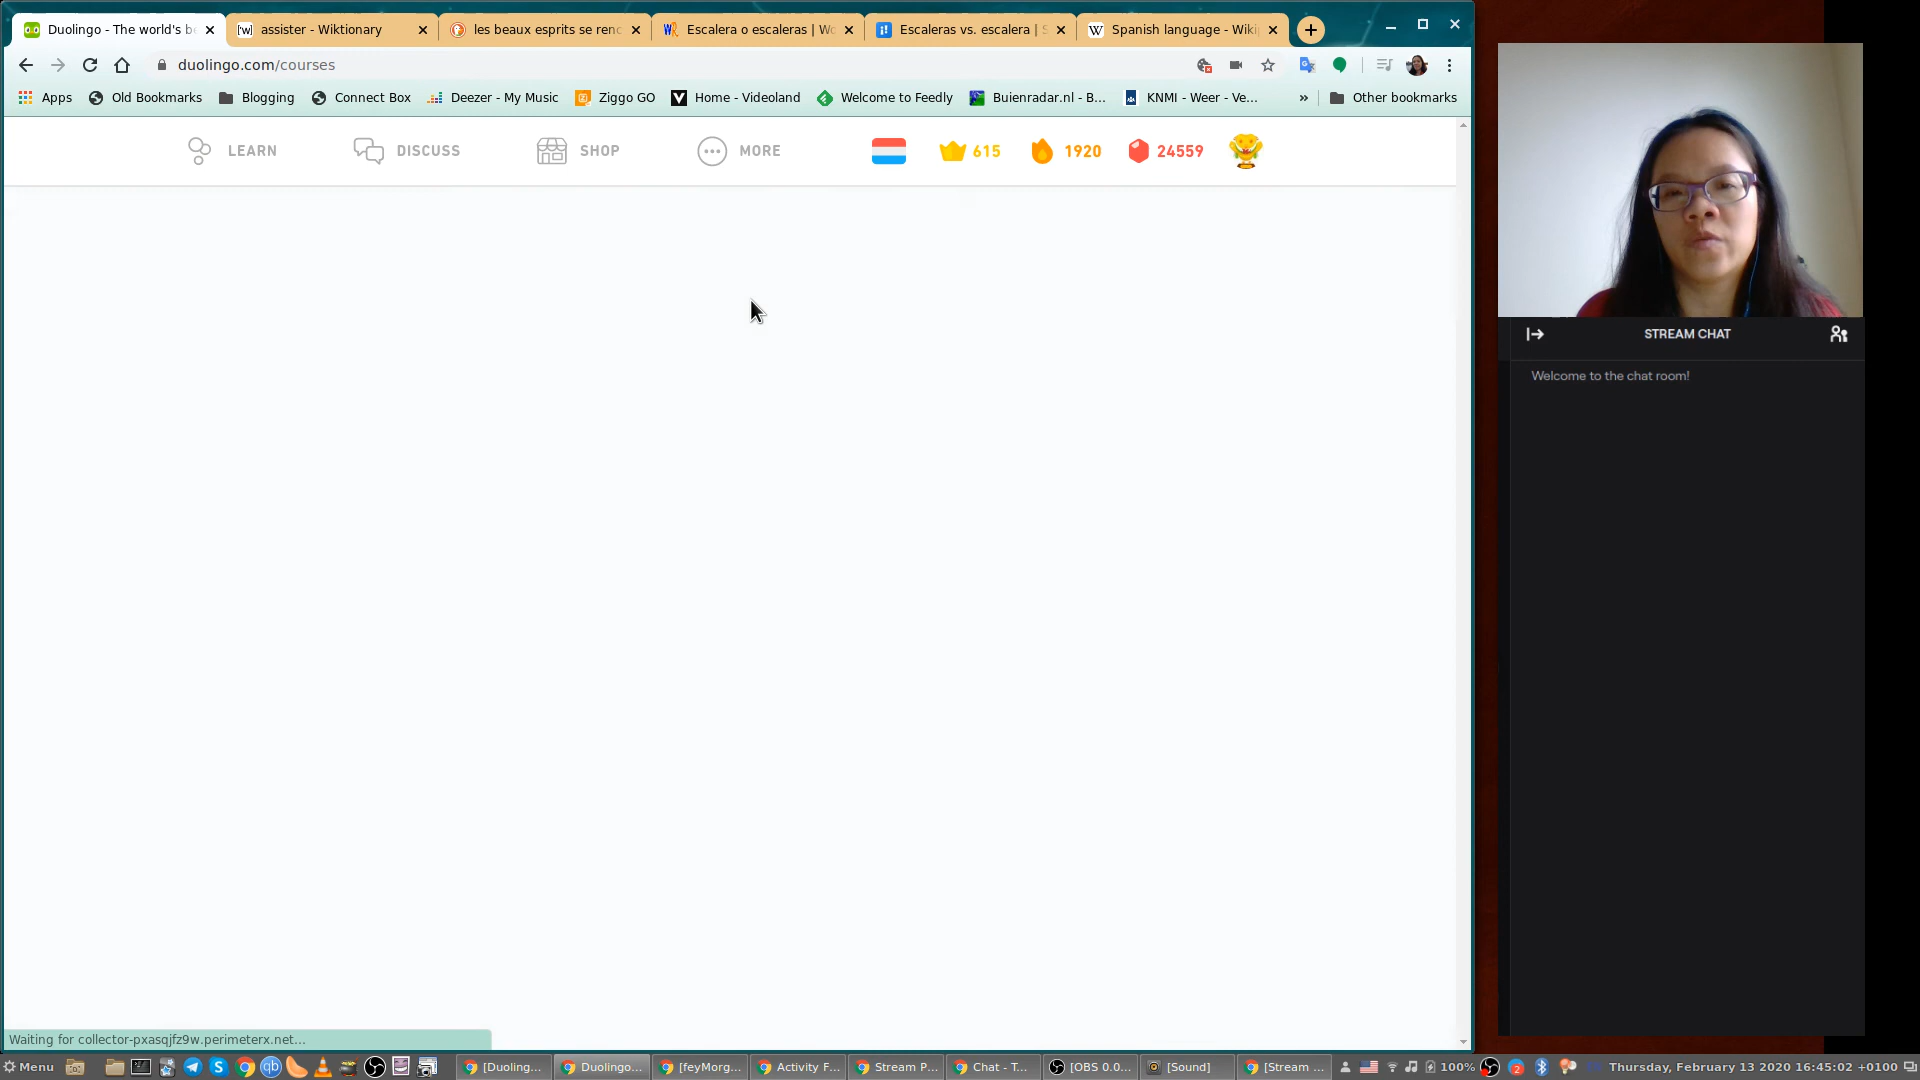 Duolingo - The world's b
assister - Wiktionary
les beaux esprits se renc
Escalera o escaleras | Wo
Escaleras vs. escalera | S
Spanish language - Wiki
duolingo.com/courses
Apps
Old Bookmarks
Blogging
Connect Box
Deezer - My Music
Ziggo GO
Home - Videoland
Welcome to Feedly
Buienradar.nl - B...
KNMI - Weer - Ve...
»
Other bookmarks
LEARN
DISCUSS
SHOP
MORE
615
1920
24559
STREAM CHAT
Welcome to the chat room!
Waiting for collector-pxasqjfz9w.perimeterx.net...
Menu
[Duoling...
Duolingo...
[feyMorg...
Activity F...
Stream P...
Chat - T...
[OBS 0.0...
[Sound]
[Stream ...
100%
2
Thursday, February 13 2020 16:45:02 +0100